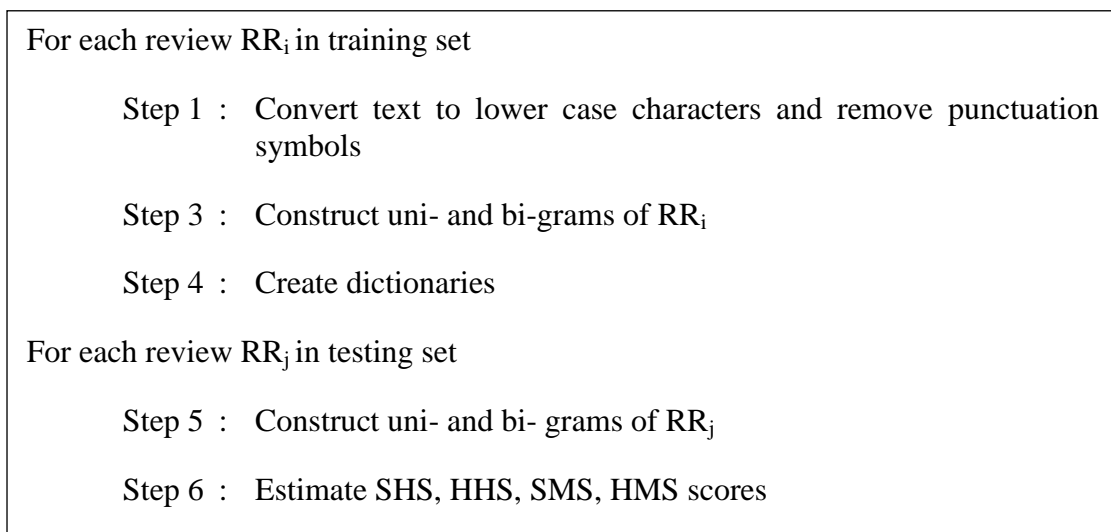 For each review RRi in training set
Step 1 : Convert text to lower case characters and remove punctuation
symbols
Step 3 : Construct uni- and bi-grams of RRi
Step 4 : Create dictionaries
For each review RRj in testing set
Step 5 : Construct uni- and bi- grams of RRj
Step 6 : Estimate SHS, HHS, SMS, HMS scores